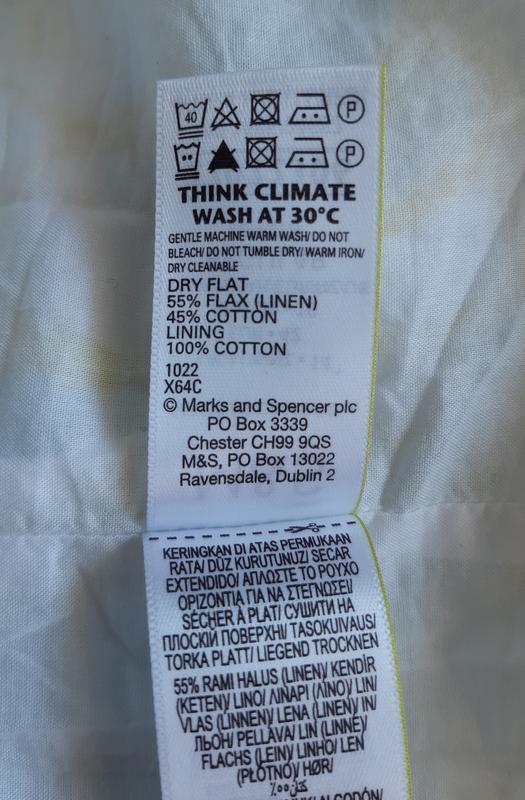 40 P
P
THINK CLIMATE
WASH AT 30°C
GENTLE MACHINE WARM WASH/ DO NOT
BLEACH/ DO NOT TUMBLE DRY/ WARM IRON/
DRY CLEANABLE
DRY FLAT
55% FLAX (LINEN)
45% COTTON
LINING
100% COTTON
1022
X64C
© Marks and Spencer plc
PO Box 3339
Chester CH99 9QS
M&S, PO Box 13022
Ravensdale, Dublin 2
KERINGKAN DI ATAS PERMUKAAN
RATA/ DÜZ KURUTUNUZ/ SECAR
EXTENDIDO/ ΑΠΛΩΣΤΕ ΤΟ ΡΟΥΧΟ
ΟΡΙΖΟΝΤΙΑ ΓΙΑ ΝΑ ΣΤΕΓΝΩΣΕΙ/
SÉCHER À PLAT/ СУШИТИ НА
ПЛОСКІЙ ПОВЕРХНІ/ TASOKUIVAUS/
TORKA PLATT/ LIEGEND TROCKNEN
55% RAMI HALUS (LINEN)/ KENDİR
(KETEN)/ LINO/ ΛΙΝΑΡΙ (ΛΙΝΟ)/ LIN/
VLAS (LINNEN)/ LENA (LINEN)/ IN/
ЛЬОН/ PELLAVA/ LIN (LINNE)/
FLACHS (LEIN)/ LINHO/ LEN
(PŁÓTNO)/ HØR/